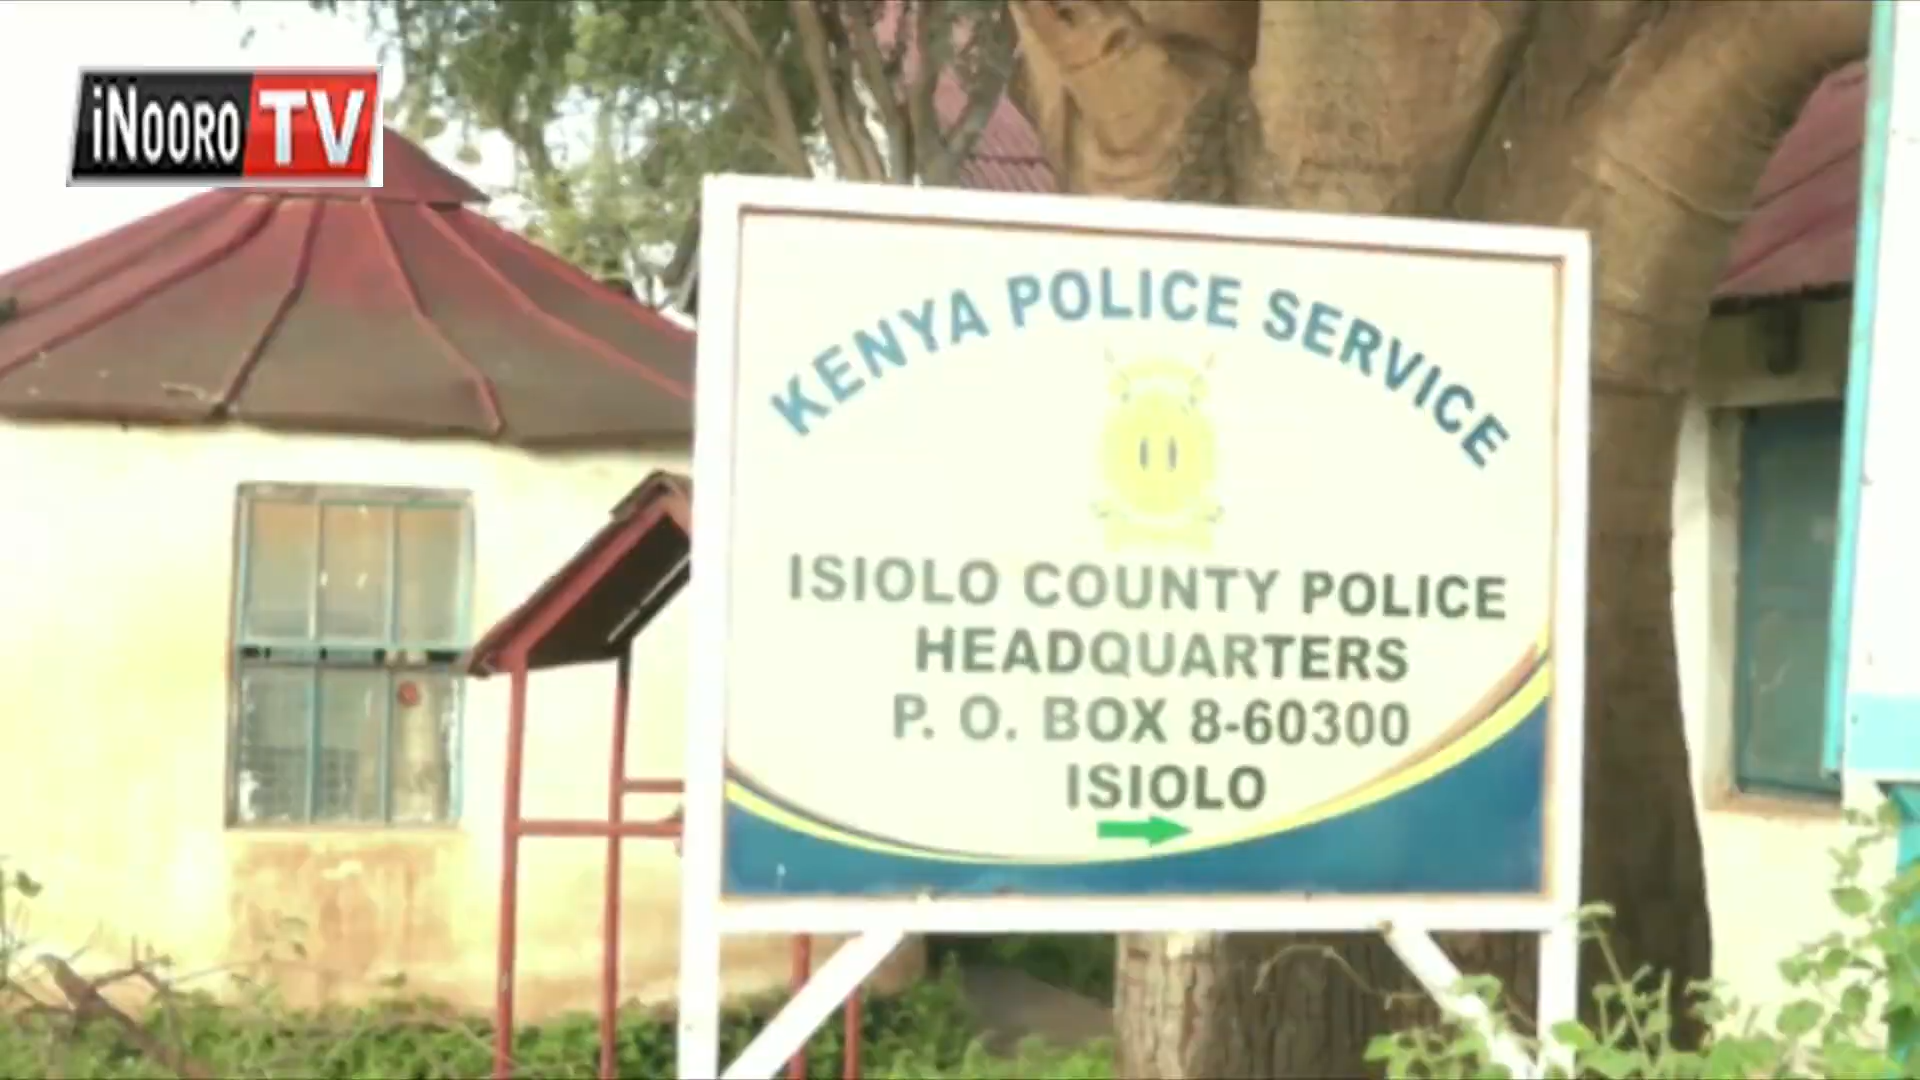 iNOORO TV
KENYA POLICE SERVICE
ISIOLO COUNTY POLICE
HEADQUARTERS
P. O. BOX 8-60300
ISIOLO